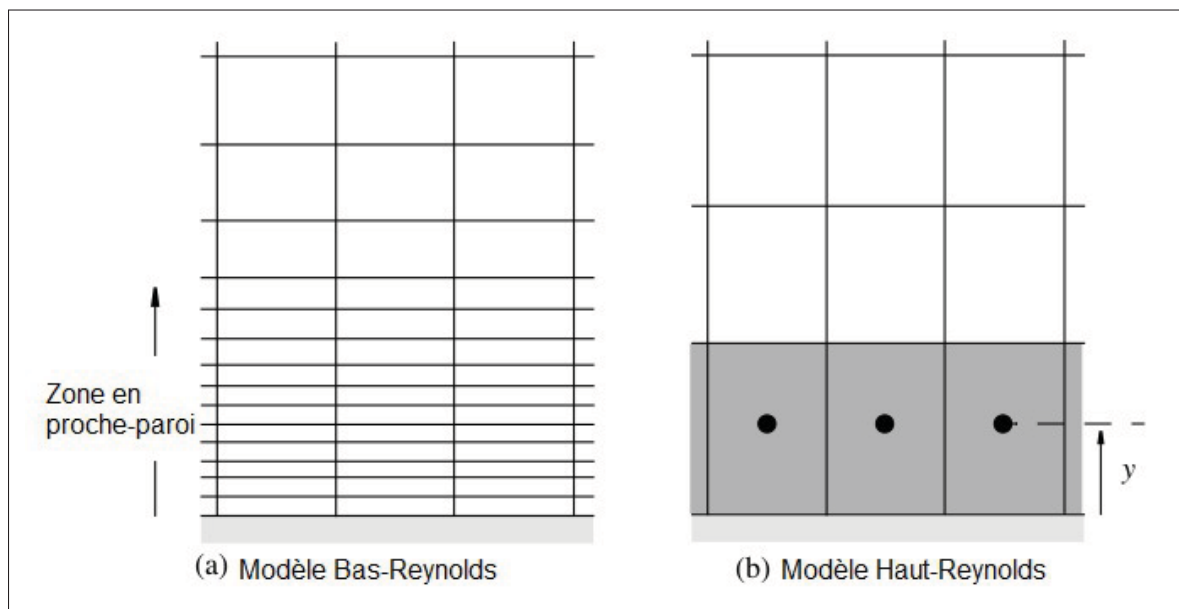 Zone en
proche-paroi
y
(a) Modèle Bas-Reynolds
(b) Modèle Haut-Reynolds